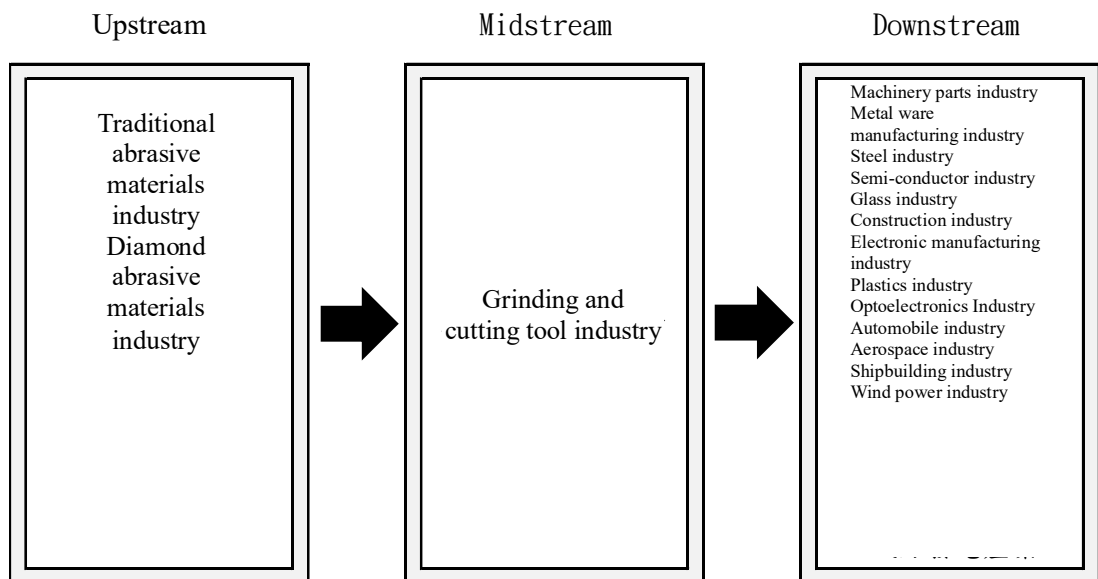 Upstream
Midstream
Downstream
Traditional
abrasive
materials
industry
Diamond
abrasive
materials
industry
Grinding and
cutting tool industry
Machinery parts industry
Metal ware
manufacturing industry
Steel industry
Semi-conductor industry
Glass industry
Construction industry
Electronic manufacturing
industry
Plastics industry
Optoelectronics Industry
Automobile industry
Aerospace industry
Shipbuilding industry
Wind power industry